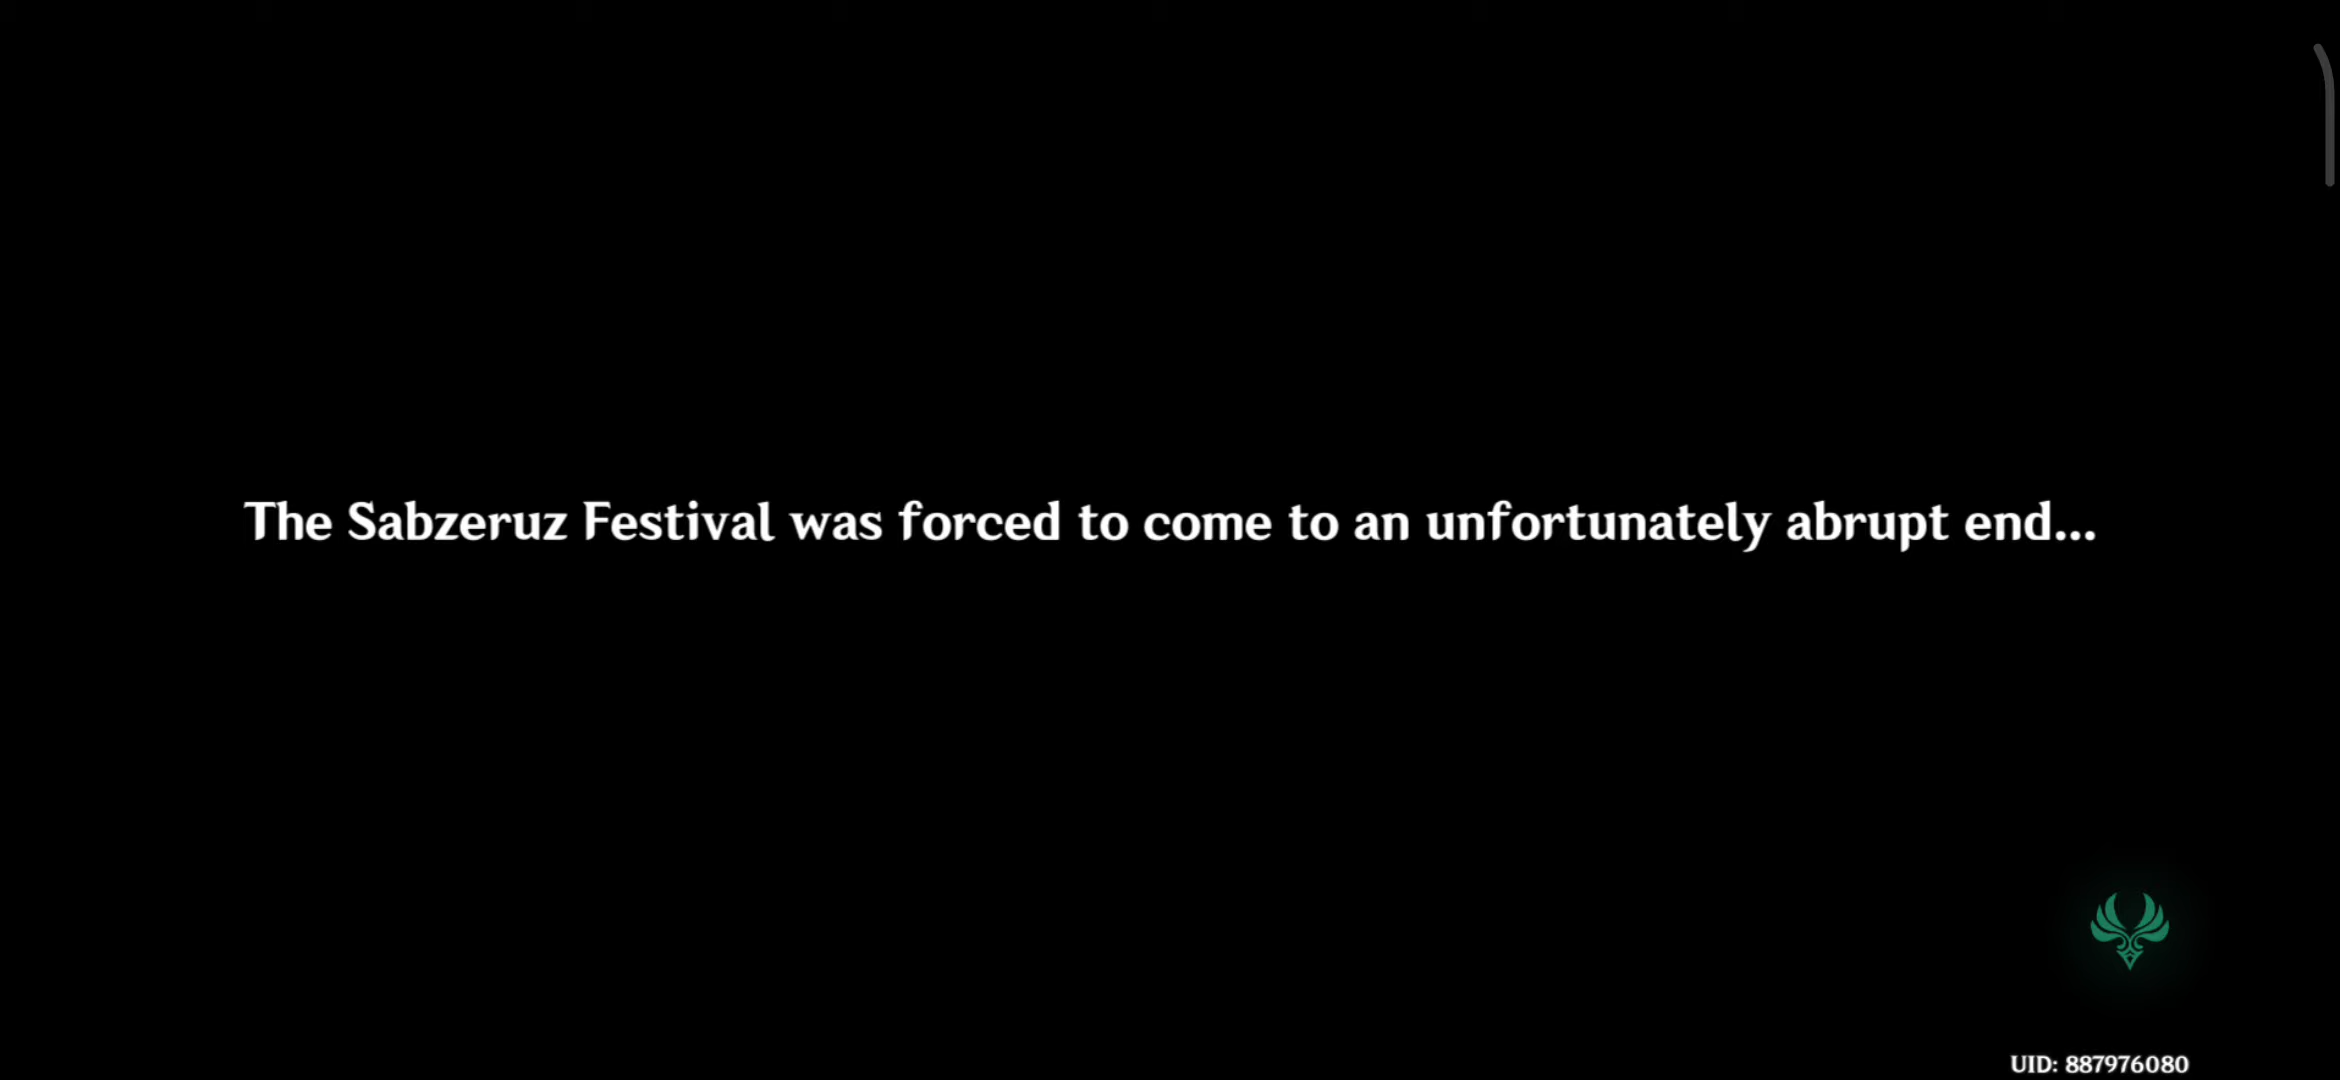 The Sabzeruz Festival was forced to come to an unfortunately abrupt end...
UID: 887976080